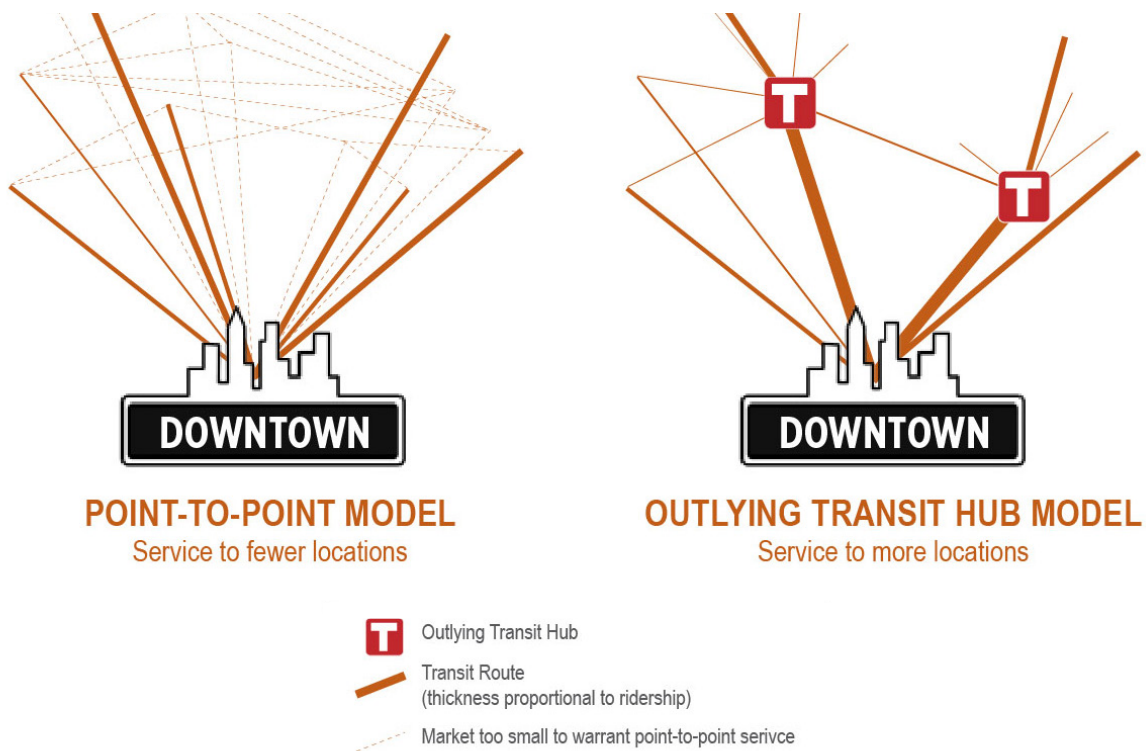 T
T
DOWNTOWN
DOWNTOWN
POINT-TO-POINT MODEL
Service to fewer locations
OUTLYING TRANSIT HUB MODEL
Service to more locations
T
Outlying Transit Hub
Transit Route
(thickness proportional to ridership)
Market too small to warrant point-to-point serivce